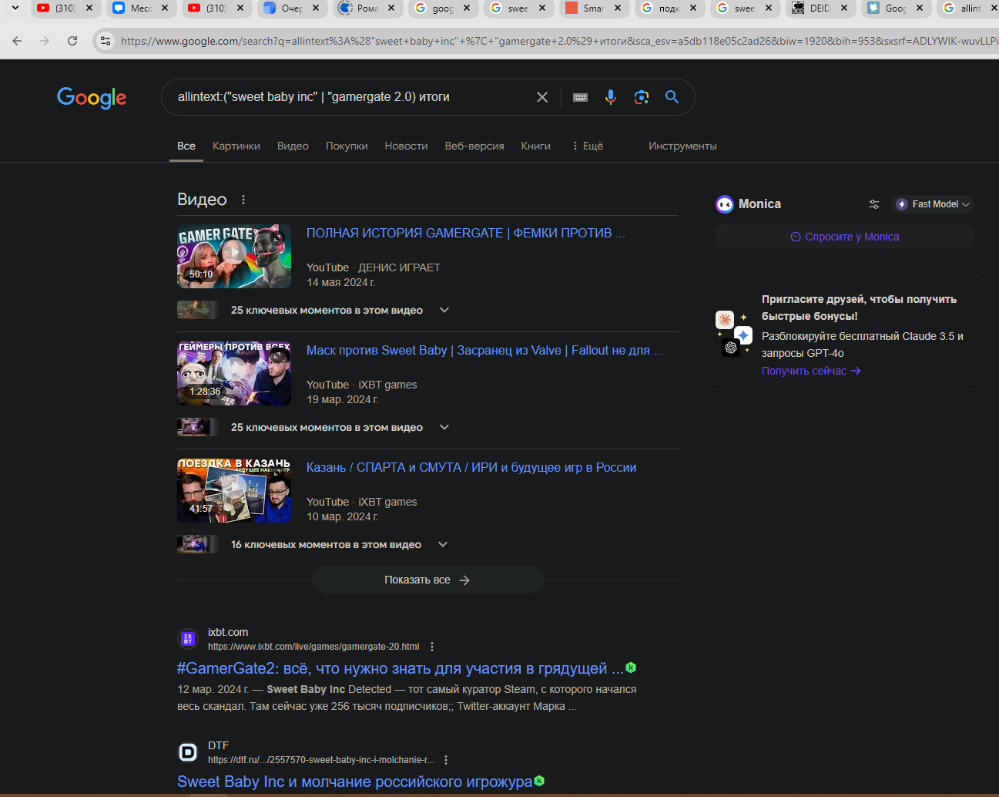 (310)
Месс
(310)
Очер
Рома
goog
swee
Smar
подк
swee
DEID
Goog
allint
https://www.google.com/search?q=allintext%3A%28"sweet+baby+inc"+%7C+"gamergate+2.0%29+итоги&sca_esv=a5db118e05c2ad26&biw=1920&bih=953&sxsrf=ADLYWIK-wuvLLPi
Google
allintext:("sweet baby inc" | "gamergate 2.0) итоги
Все Картинки Видео Покупки Новости Веб-версия Книги Ещё Инструменты
Видео
GAMER GATE
50:10
ПОЛНАЯ ИСТОРИЯ GAMERGATE | ФЕМКИ ПРОТИВ ...
YouTube · ДЕНИС ИГРАЕТ
14 мая 2024 г.
25 ключевых моментов в этом видео
ГЕЙМЕРЫ ПРОТИВ ВСЕХ
1:28:36
Маск против Sweet Baby | Засранец из Valve | Fallout не для ...
YouTube · iXBT games
19 мар. 2024 г.
25 ключевых моментов в этом видео
ПОЕЗДКА В КАЗАНЬ
БУДУЩЕЕ НАШИХ ИГР
41:57
Казань / СПАРТА и СМУТА / ИРИ и будущее игр в России
YouTube · iXBT games
10 мар. 2024 г.
16 ключевых моментов в этом видео
Показать все
IX
BT
ixbt.com
https://www.ixbt.com/live/games/gamergate-20.html
#GamerGate2: всё, что нужно знать для участия в грядущей ...
12 мар. 2024 г. — Sweet Baby Inc Detected — тот самый куратор Steam, с которого начался
весь скандал. Там сейчас уже 256 тысяч подписчиков;; Twitter-аккаунт Марка ...
DTF
https://dtf.ru/.../2557570-sweet-baby-inc-i-molchanie-r...
Sweet Baby Inc и молчание российского игрожура
Monica
Fast Model
Спросите у Monica
Пригласите друзей, чтобы получить
быстрые бонусы!
Разблокируйте бесплатный Claude 3.5 и
запросы GPT-4o
Получить сейчас